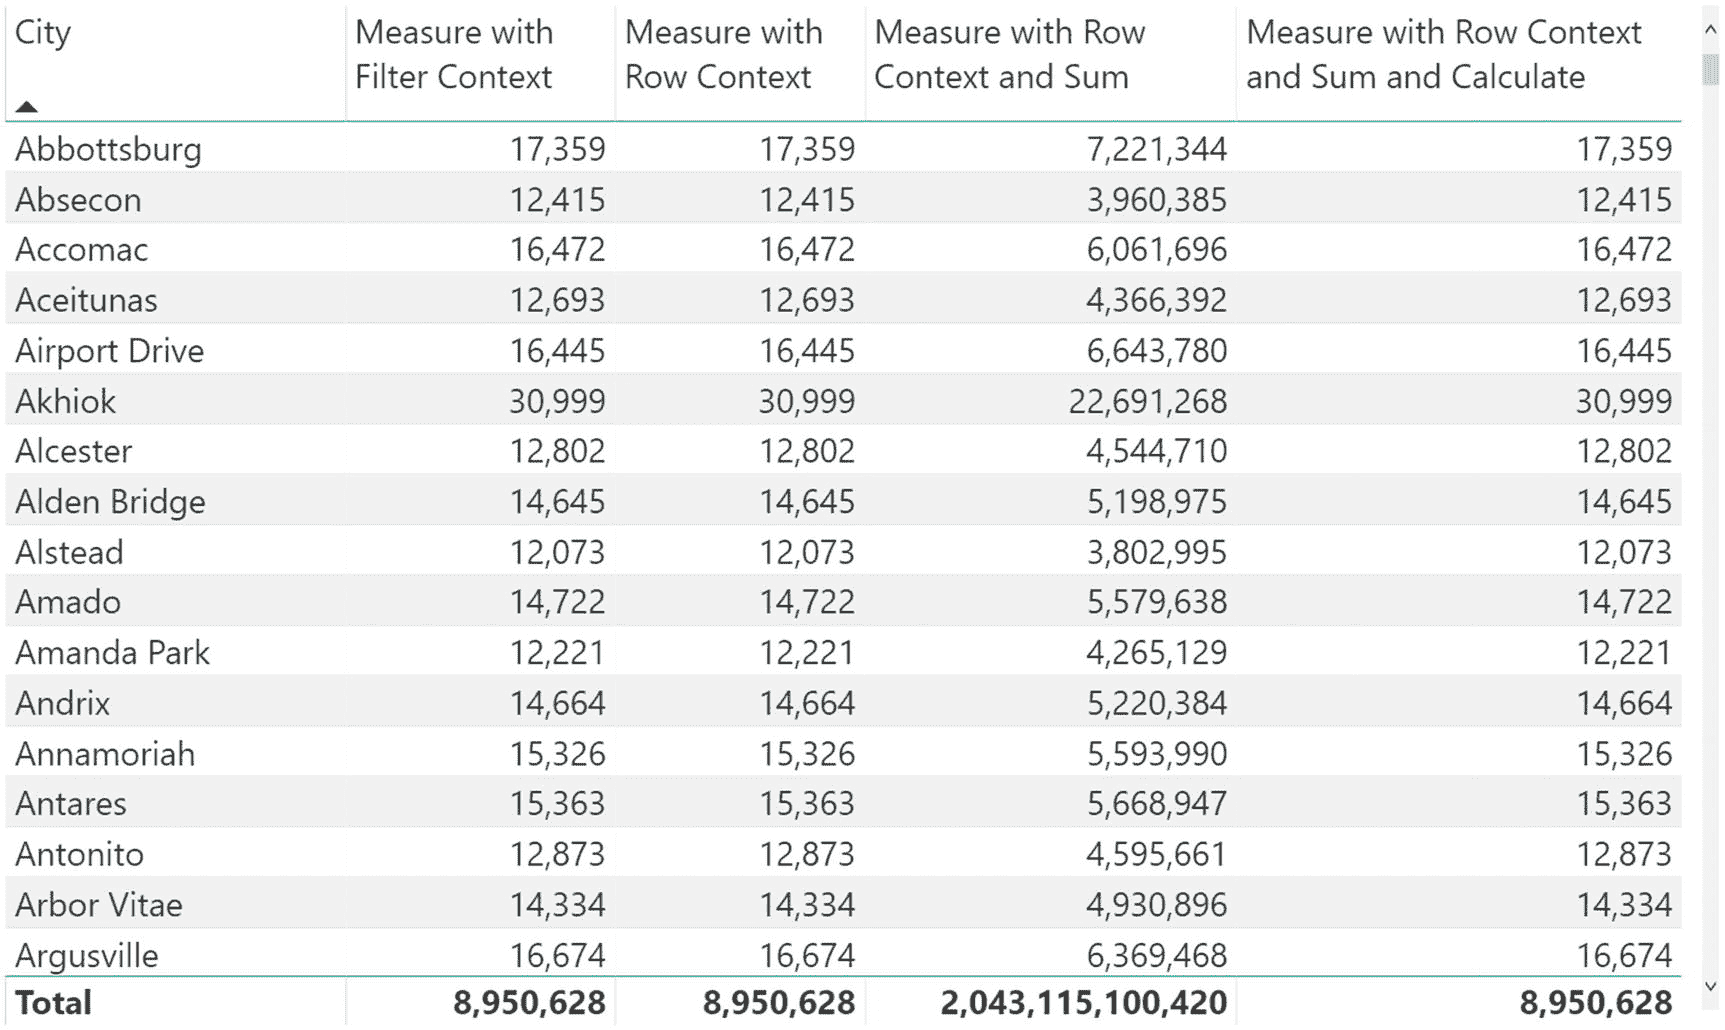 City Measure with Measure with Measure with Row Measure with Row Context
Filter Context Row Context Context and Sum and Sum and Calculate
Abbottsburg 17,359 17,359 7,221,344 17,359
Absecon 12,415 12,415 3,960,385 12,415
Accomac 16,472 16,472 6,061,696 16,472
Aceitunas 12,693 12,693 4,366,392 12,693
Airport Drive 16,445 16,445 6,643,780 16,445
Akhiok 30,999 30,999 22,691,268 30,999
Alcester 12,802 12,802 4,544,710 12,802
Alden Bridge 14,645 14,645 5,198,975 14,645
Alstead 12,073 12,073 3,802,995 12,073
Amado 14,722 14,722 5,579,638 14,722
Amanda Park 12,221 12,221 4,265,129 12,221
Andrix 14,664 14,664 5,220,384 14,664
Annamoriah 15,326 15,326 5,593,990 15,326
Antares 15,363 15,363 5,668,947 15,363
Antonito 12,873 12,873 4,595,661 12,873
Arbor Vitae 14,334 14,334 4,930,896 14,334
Argusville 16,674 16,674 6,369,468 16,674
Total 8,950,628 8,950,628 2,043,115,100,420 8,950,628